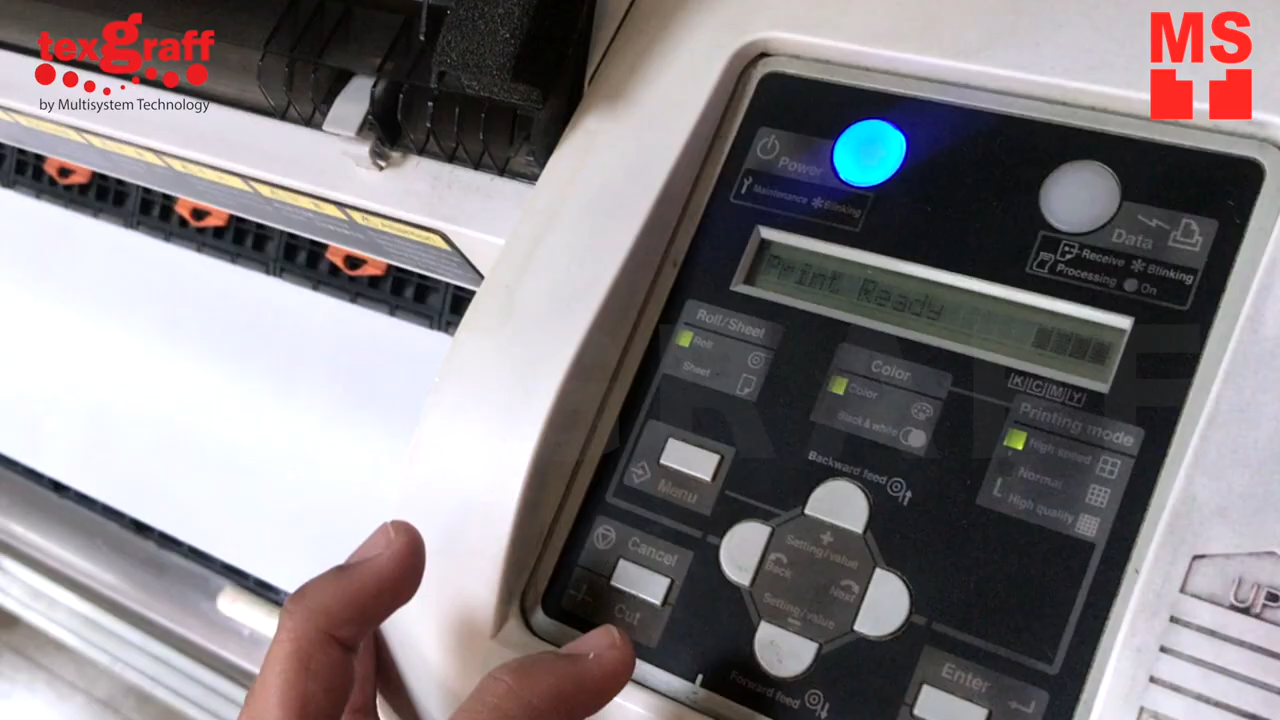 texgraff
by Multisystem Technology
MS
Power
Maintenance ✻Blinking
Data
Receive ✻Blinking
Processing On
Print Ready
K C M Y
Roll/Sheet
Roll
Sheet
Color
Color
Black & white
Printing mode
High speed
Normal
High quality
Menu
Backward feed
+
Setting/value
Back
Next
Setting/value
−
Forward feed
Cancel
Cut
Enter
UP